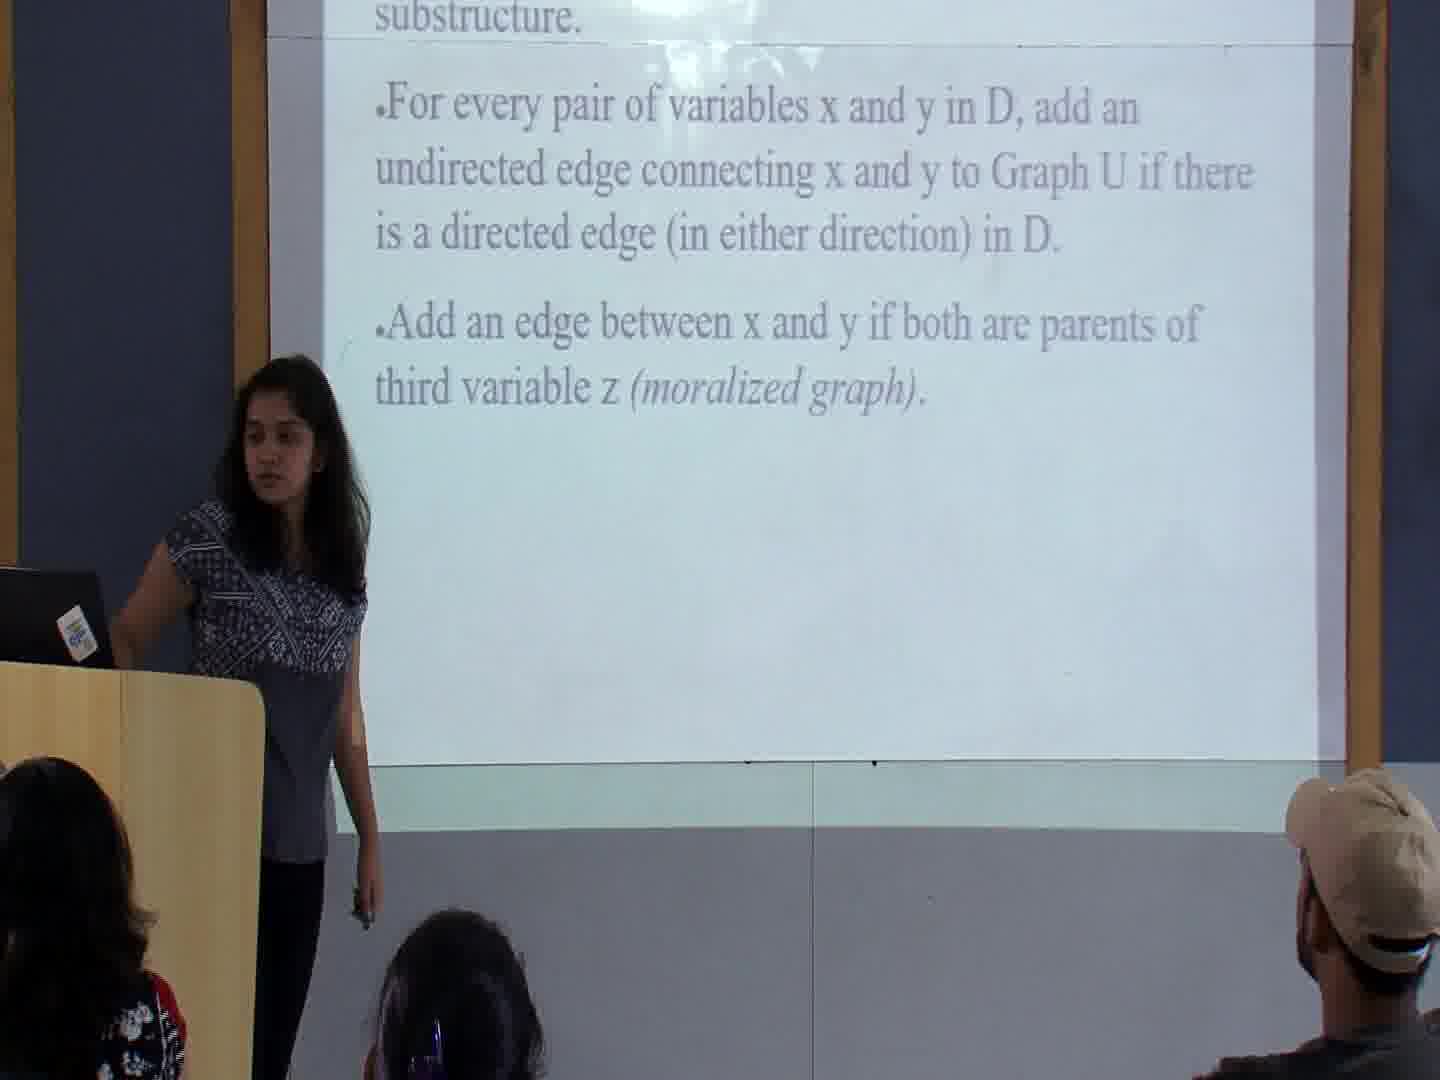 substructure.
•For every pair of variables x and y in D, add an
undirected edge connecting x and y to Graph U if there
is a directed edge (in either direction) in D.
•Add an edge between x and y if both are parents of
third variable z (moralized graph).